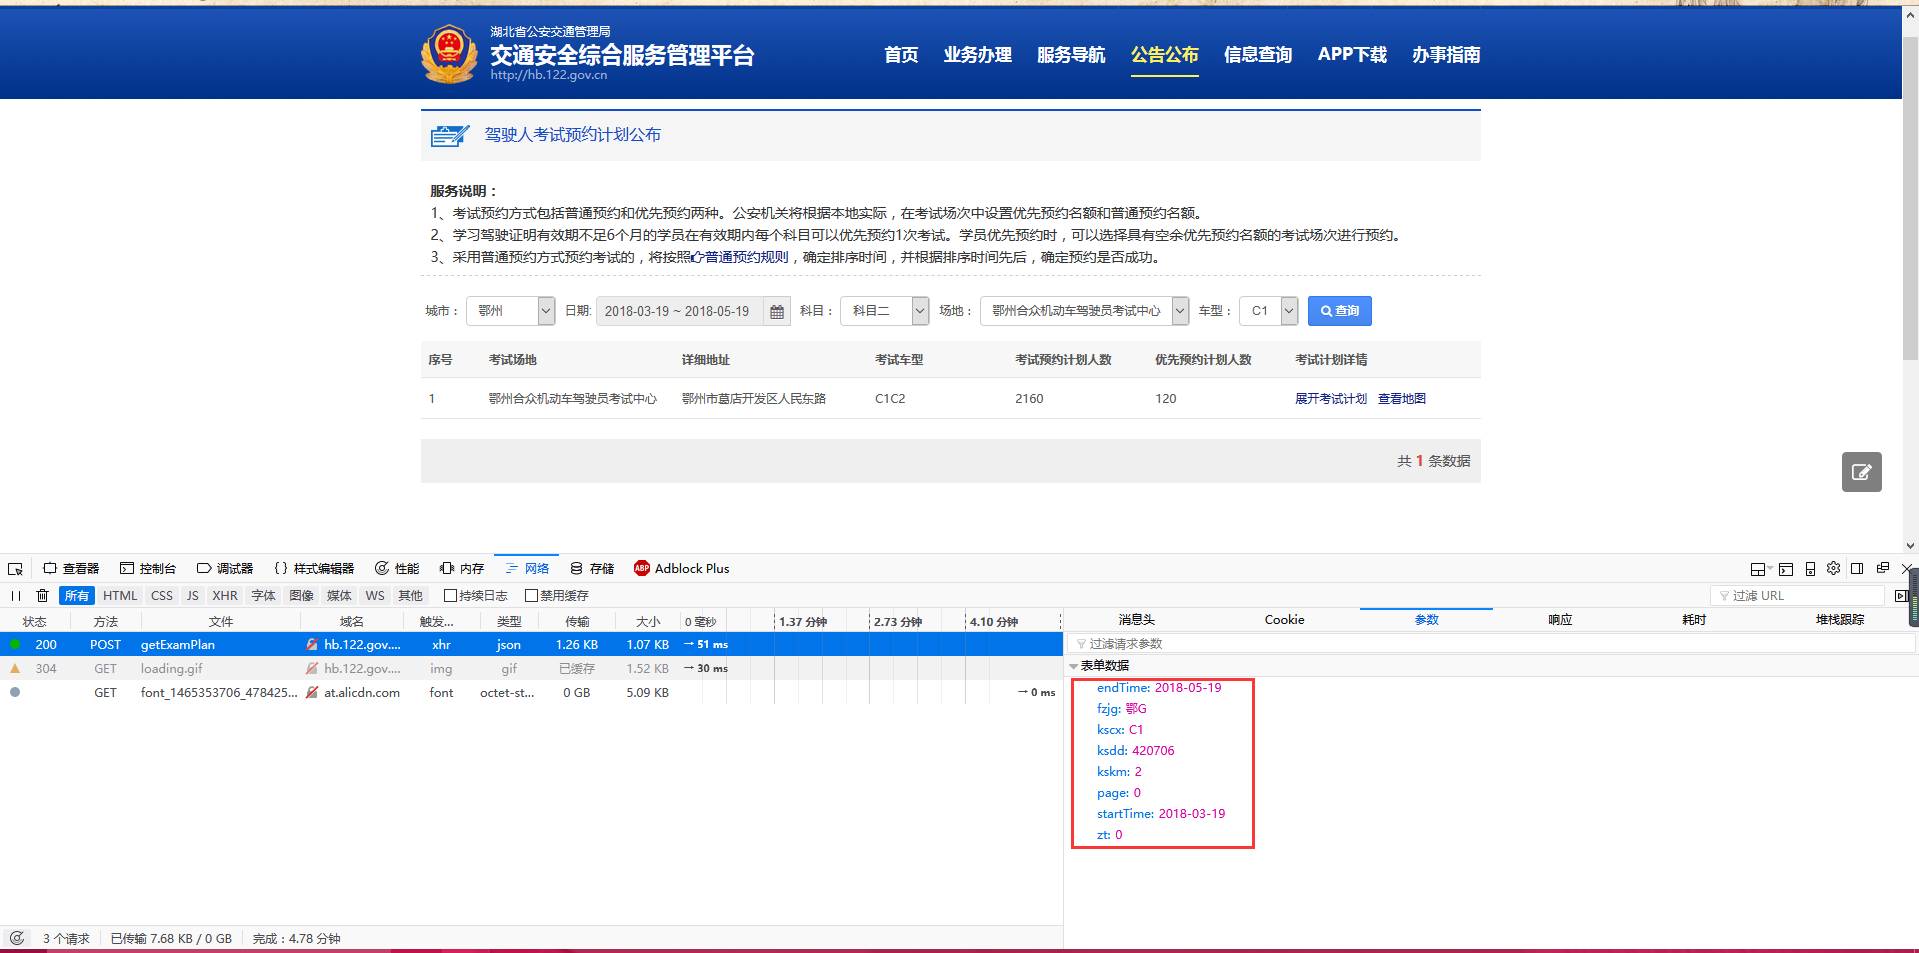 湖北省公安交通管理局
交通安全综合服务管理平台
http://hb.122.gov.cn
首页 业务办理 服务导航 公告公布 信息查询 APP下载 办事指南
驾驶人考试预约计划公布
服务说明：
1、考试预约方式包括普通预约和优先预约两种。公安机关将根据本地实际，在考试场次中设置优先预约名额和普通预约名额。
2、学习驾驶证明有效期不足6个月的学员在有效期内每个科目可以优先预约1次考试。学员优先预约时，可以选择具有空余优先预约名额的考试场次进行预约。
3、采用普通预约方式预约考试的，将按照普通预约规则，确定排序时间，并根据排序时间先后，确定预约是否成功。
城市： 鄂州 日期: 2018-03-19 ~ 2018-05-19 科目： 科目二 场地： 鄂州合众机动车驾驶员考试中心 车型： C1 查询
序号 考试场地 详细地址 考试车型 考试预约计划人数 优先预约计划人数 考试计划详情
1 鄂州合众机动车驾驶员考试中心 鄂州市葛店开发区人民东路 C1C2 2160 120 展开考试计划 查看地图
共 1 条数据
查看器 控制台 调试器 {} 样式编辑器 性能 内存 网络 存储 ABP Adblock Plus
所有 HTML CSS JS XHR 字体 图像 媒体 WS 其他 持续日志 禁用缓存 过滤 URL
状态 方法 文件 域名 触发... 类型 传输 大小 0 毫秒 1.37 分钟 2.73 分钟 4.10 分钟
200 POST getExamPlan hb.122.gov.... xhr json 1.26 KB 1.07 KB → 51 ms
304 GET loading.gif hb.122.gov.... img gif 已缓存 1.52 KB → 30 ms
GET font_1465353706_478425... at.alicdn.com font octet-st... 0 GB 5.09 KB → 0 ms
消息头 Cookie 参数 响应 耗时 堆栈跟踪
过滤请求参数
表单数据
endTime: 2018-05-19
fzjg: 鄂G
kscx: C1
ksdd: 420706
kskm: 2
page: 0
startTime: 2018-03-19
zt: 0
3 个请求 已传输 7.68 KB / 0 GB 完成：4.78 分钟